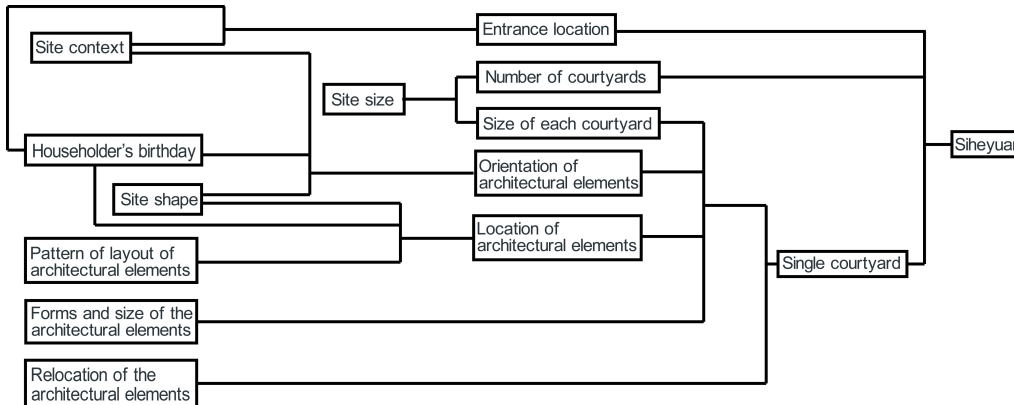 Entrance location
Site context
Number of courtyards
Site size
Size of each courtyard
Siheyuan
Householder's birthday
Orientation of
architectural elements
Site shape
Location of
architectural elements
Pattern of layout of
architectural elements
Single courtyard
Forms and size of the
architectural elements
Relocation of the
architectural elements